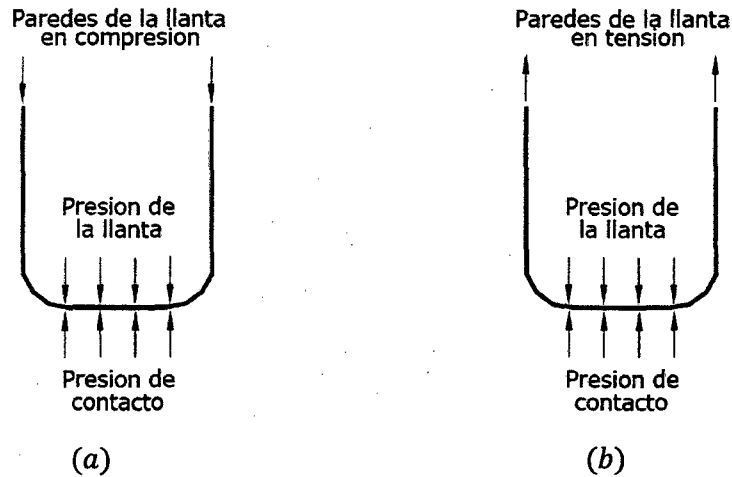 Paredes de la llanta
en compresion
Presion de
la llanta
Presion de
contacto
(a)
Paredes de la llanta
en tension
Presion de
la llanta
Presion de
contacto
(b)